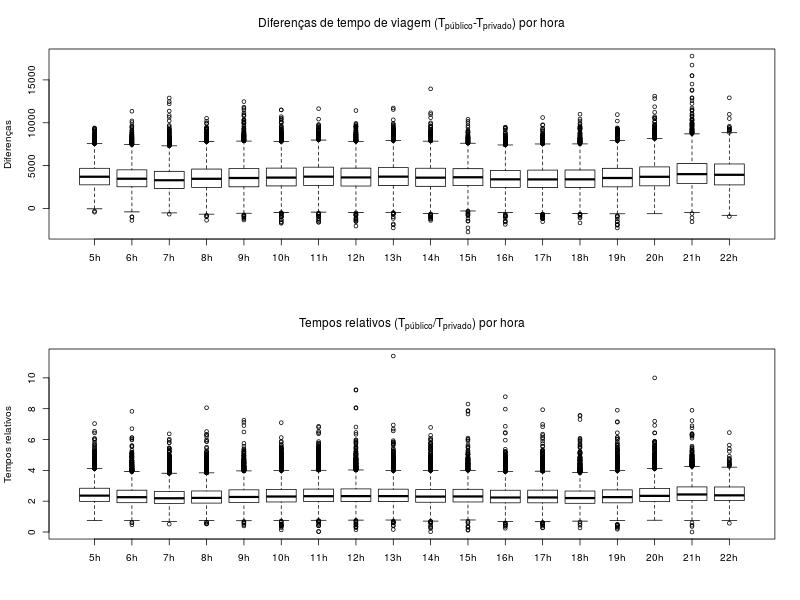 Diferenças de tempo de viagem (Tpúblico-Tprivado) por hora
15000
10000
5000
0
Diferenças
5h 6h 7h 8h 9h 10h 11h 12h 13h 14h 15h 16h 17h 18h 19h 20h 21h 22h
Tempos relativos (Tpúblico/Tprivado) por hora
10
8
6
4
2
0
Tempos relativos
5h 6h 7h 8h 9h 10h 11h 12h 13h 14h 15h 16h 17h 18h 19h 20h 21h 22h